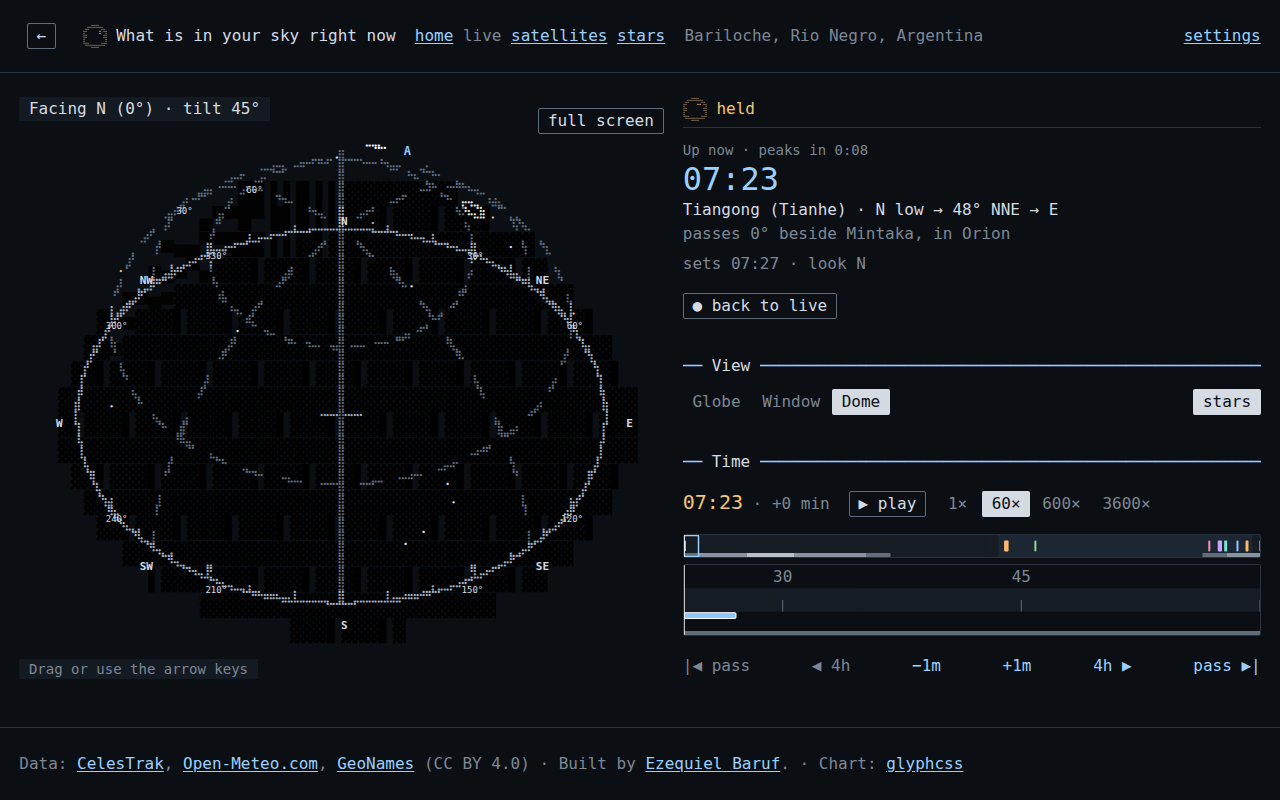 ← What is in your sky right now home live satellites stars Bariloche, Rio Negro, Argentina settings
Facing N (0°) · tilt 45°
full screen
A
60°
30°
N
330°
30°
NW
NE
300°
60°
W
E
240°
120°
SW
SE
210°
150°
S
Drag or use the arrow keys
held
Up now · peaks in 0:08
07:23
Tiangong (Tianhe) · N low → 48° NNE → E
passes 0° beside Mintaka, in Orion
sets 07:27 · look N
● back to live
View
Globe Window Dome stars
Time
07:23 · +0 min ▶ play 1× 60× 600× 3600×
30 45
|◀ pass ◀ 4h −1m +1m 4h ▶ pass ▶|
Data: CelesTrak, Open-Meteo.com, GeoNames (CC BY 4.0) · Built by Ezequiel Baruf. · Chart: glyphcss